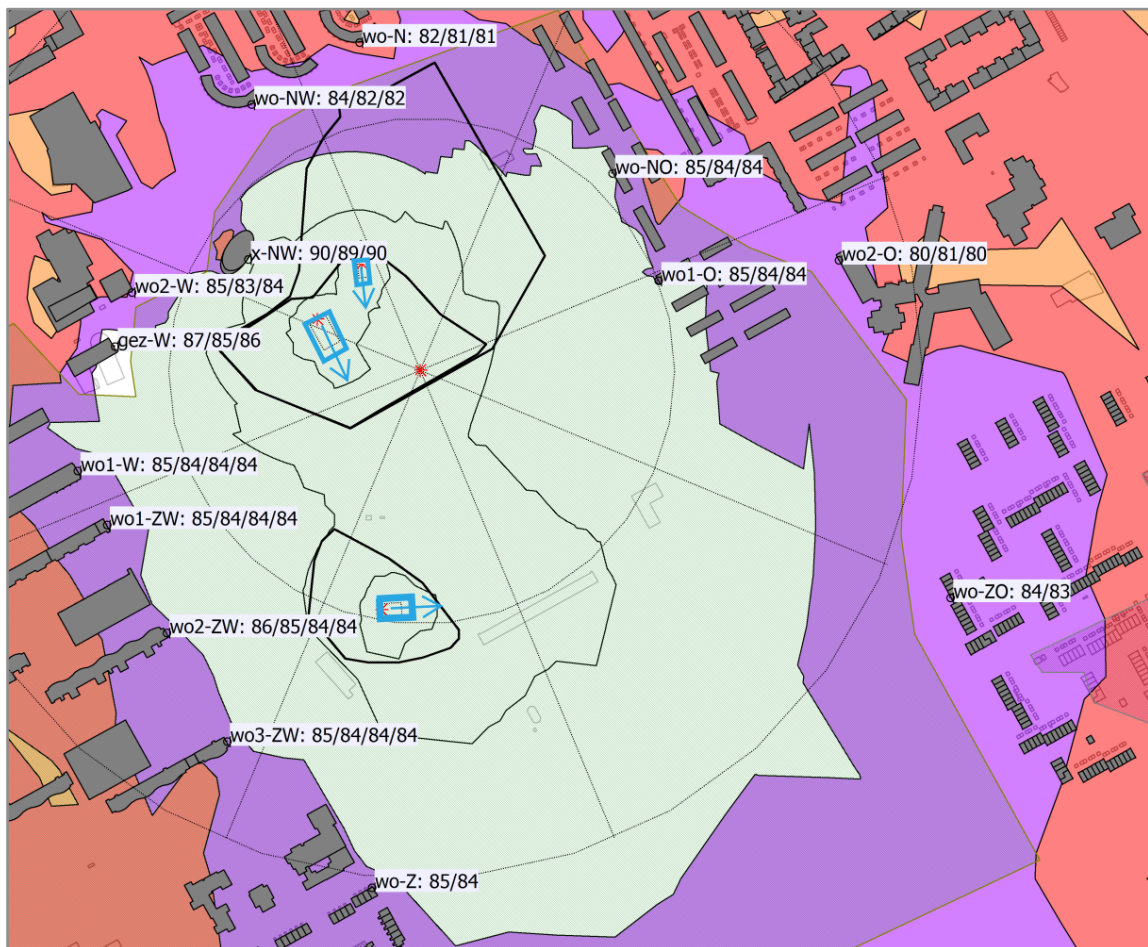 wo-N: 82/81/81
wo-NW: 84/82/82
wo-NO: 85/84/84
x-NW: 90/89/90
wo2-O: 80/81/80
wo2-W: 85/83/84
wo1-O: 85/84/84
gez-W: 87/85/86
wo1-W: 85/84/84/84
wo1-ZW: 85/84/84/84
wo-ZO: 84/83
wo2-ZW: 86/85/84/84
wo3-ZW: 85/84/84/84
wo-Z: 85/84